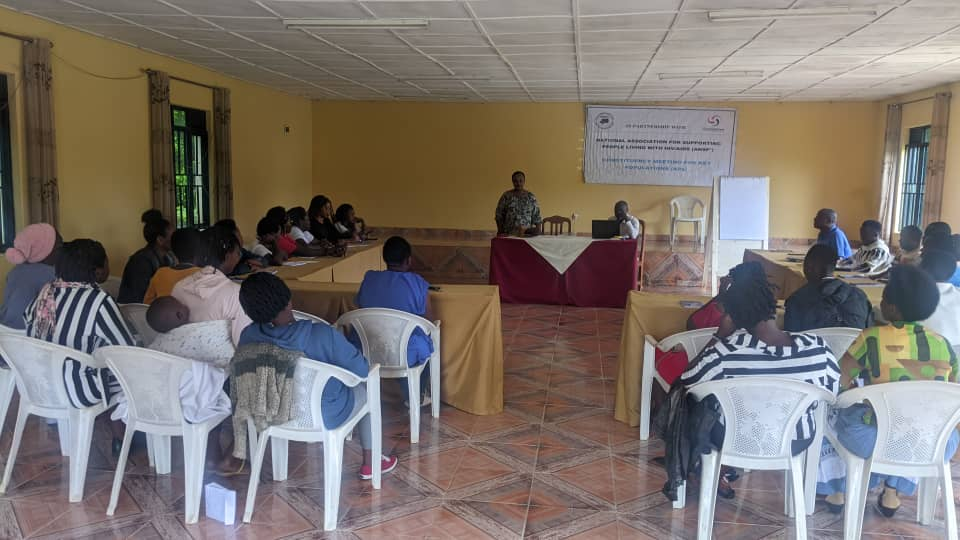 IN PARTNERSHIP WITH
NATIONAL ASSOCIATION FOR SUPPORTING
PEOPLE LIVING WITH HIV/AIDS (ANSP+)
CONSTITUENCY MEETING FOR KEY
POPULATIONS (KPs)